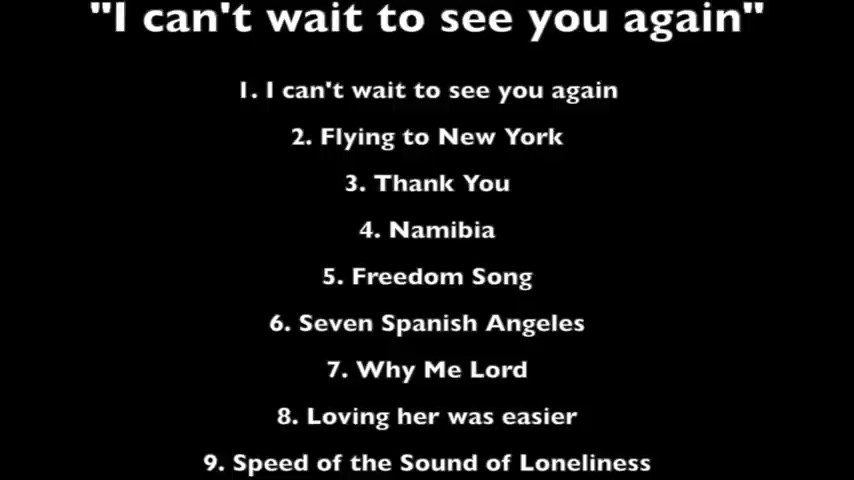 "I can't wait to see you again"
1. I can't wait to see you again
2. Flying to New York
3. Thank You
4. Namibia
5. Freedom Song
6. Seven Spanish Angeles
7. Why Me Lord
8. Loving her was easier
9. Speed of the Sound of Loneliness